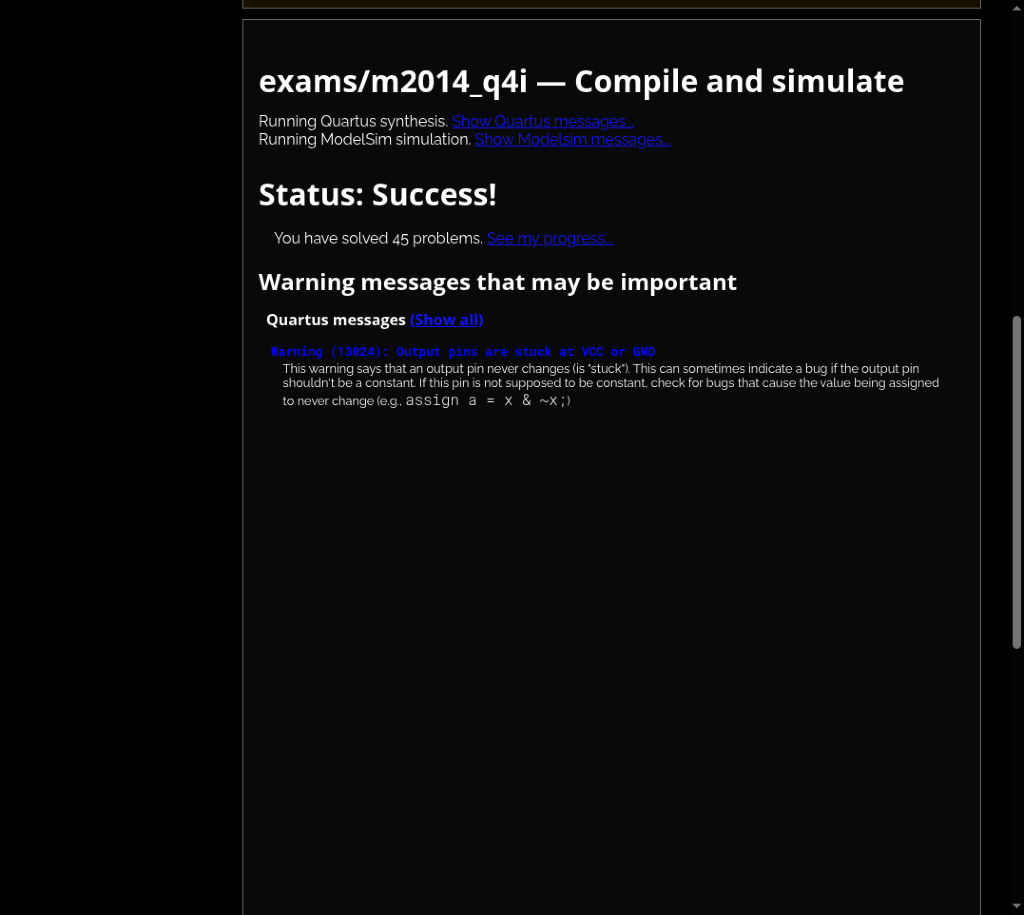 exams/m2014_q4i — Compile and simulate
Running Quartus synthesis. Show Quartus messages...
Running ModelSim simulation. Show Modelsim messages...
Status: Success!
You have solved 45 problems. See my progress...
Warning messages that may be important
Quartus messages (Show all)
Warning (13024): Output pins are stuck at VCC or GND
This warning says that an output pin never changes (is "stuck"). This can sometimes indicate a bug if the output pin
shouldn't be a constant. If this pin is not supposed to be constant, check for bugs that cause the value being assigned
to never change (e.g., assign a = x & ~x;)